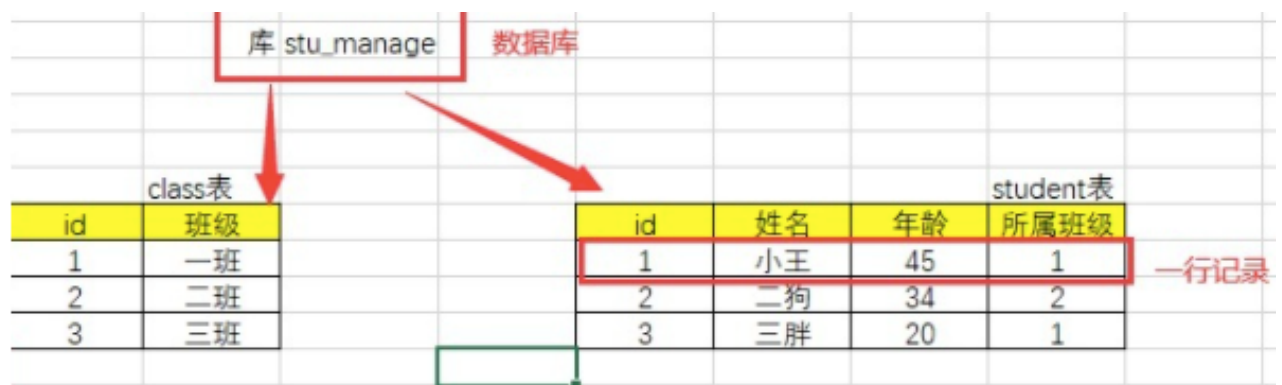 库 stu_manage 数据库
class表 student表
id 班级 id 姓名 年龄 所属班级
1 一班 1 小王 45 1 一行记录
2 二班 2 二狗 34 2
3 三班 3 三胖 20 1